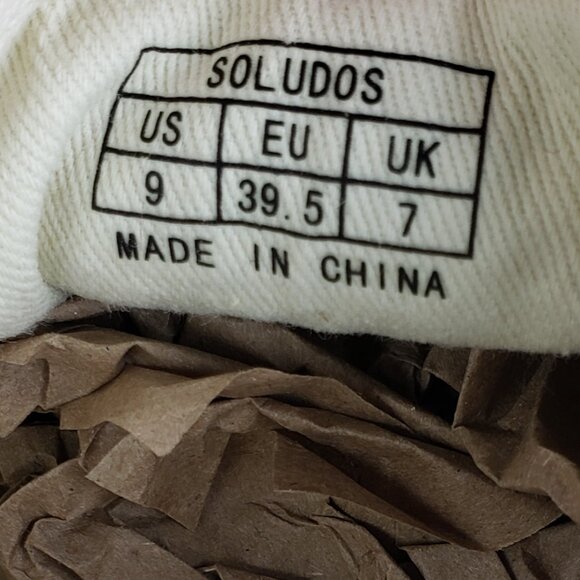 SOLUDOS
US EU UK
9 39.5 7
MADE IN CHINA